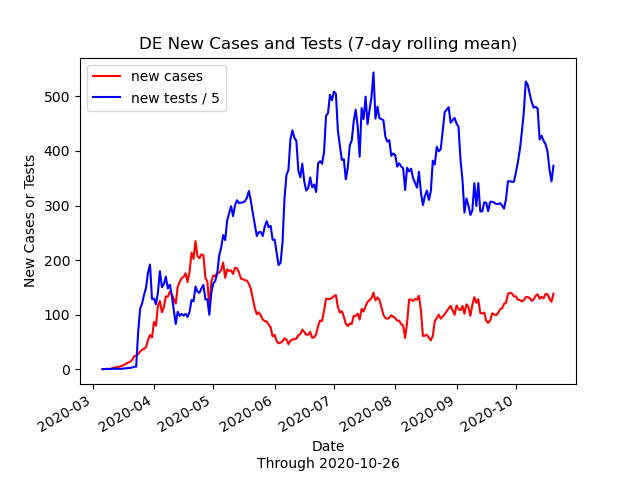 DE New Cases and Tests (7-day rolling mean)
new cases
new tests / 5
New Cases or Tests
500
400
300
200
100
0
2020-03
2020-04
2020-05
2020-06
2020-07
2020-08
2020-09
2020-10
Date
Through 2020-10-26